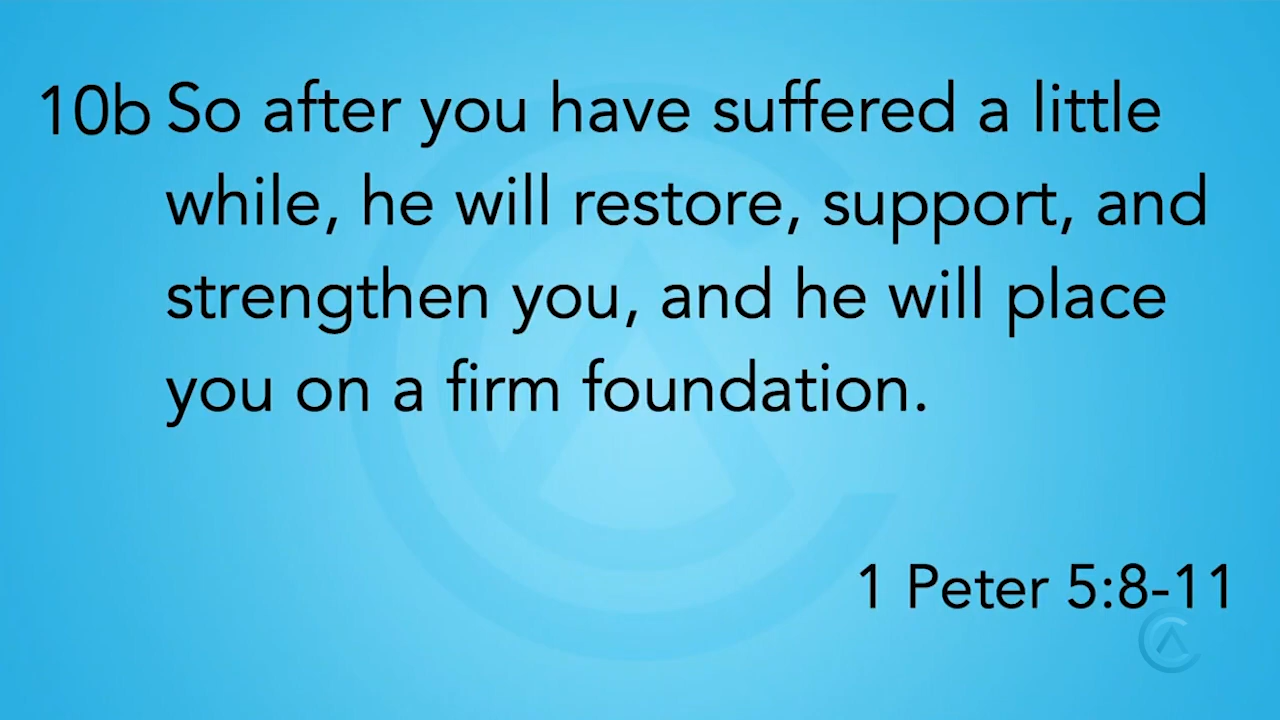 10b So after you have suffered a little
while, he will restore, support, and
strengthen you, and he will place
you on a firm foundation.
1 Peter 5:8-11